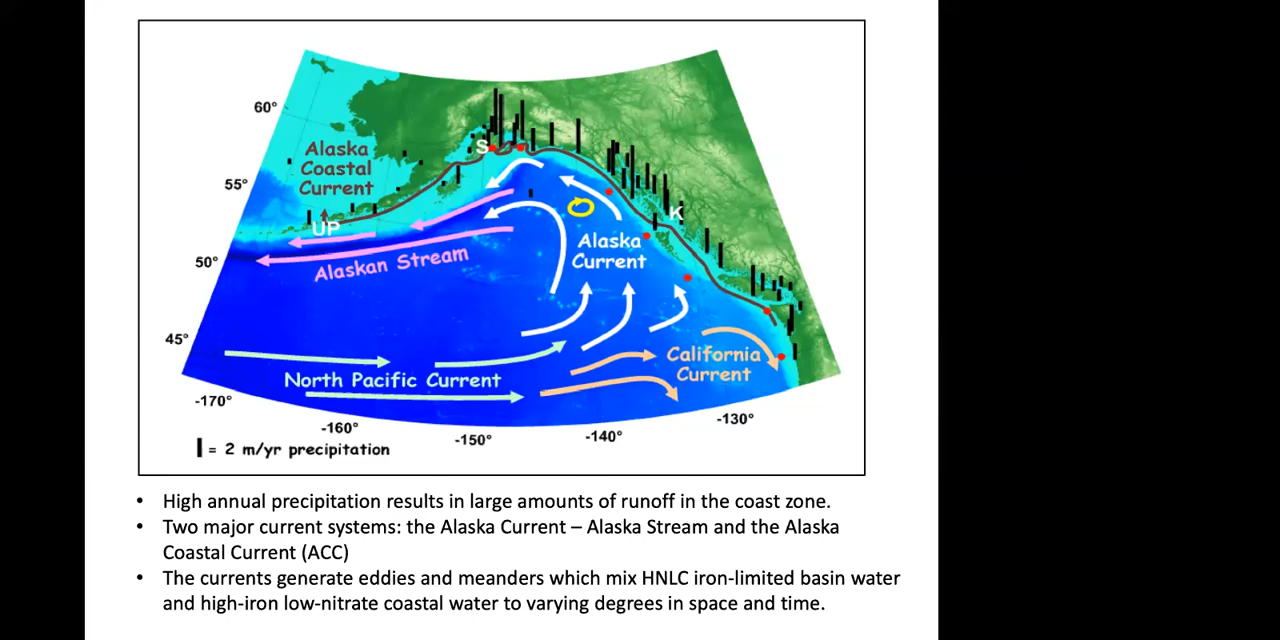 60°
S
Alaska
Coastal
Current
55°
K
UP
Alaska
Current
50°
Alaskan Stream
45°
California
Current
North Pacific Current
-170°
-160°
-150°
-140°
-130°
= 2 m/yr precipitation
• High annual precipitation results in large amounts of runoff in the coast zone.
• Two major current systems: the Alaska Current – Alaska Stream and the Alaska
Coastal Current (ACC)
• The currents generate eddies and meanders which mix HNLC iron-limited basin water
and high-iron low-nitrate coastal water to varying degrees in space and time.